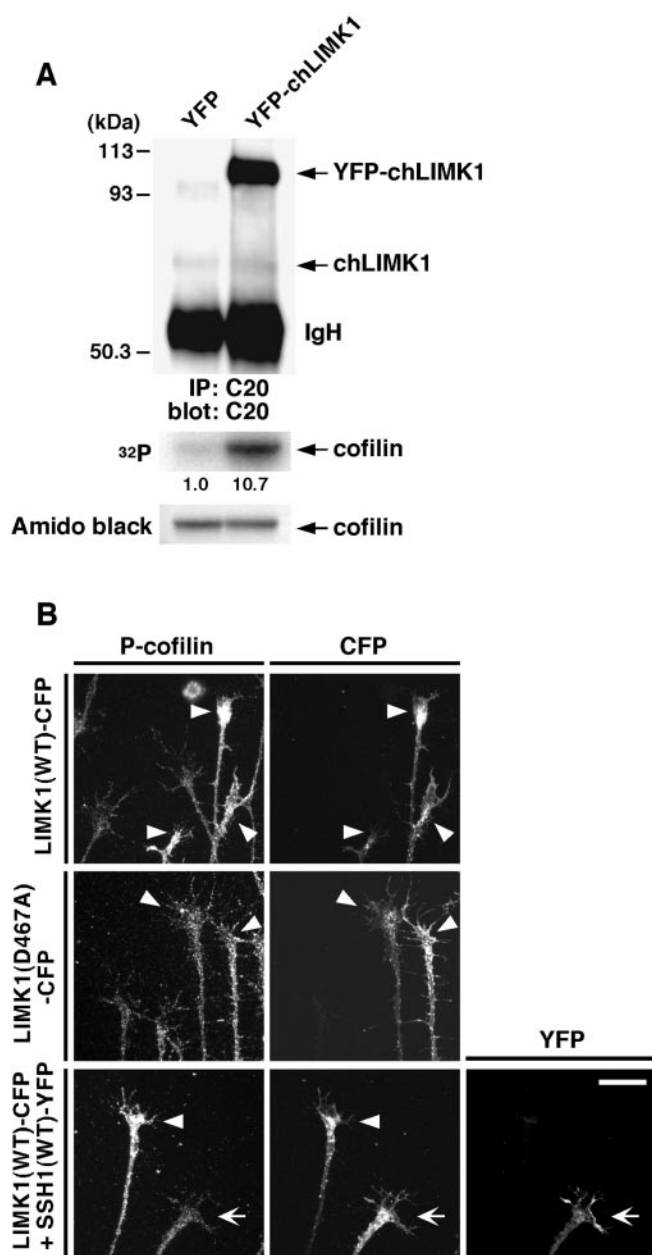 A
(kDa)
YFP
YFP-chLIMK1
113
93
50.3
YFP-chLIMK1
chLIMK1
IgH
IP: C20
blot: C20
32P
cofilin
1.0 10.7
Amido black
cofilin
B
P-cofilin
CFP
LIMK1(WT)-CFP
LIMK1(D467A)
-CFP
YFP
LIMK1(WT)-CFP
+ SSH1(WT)-YFP